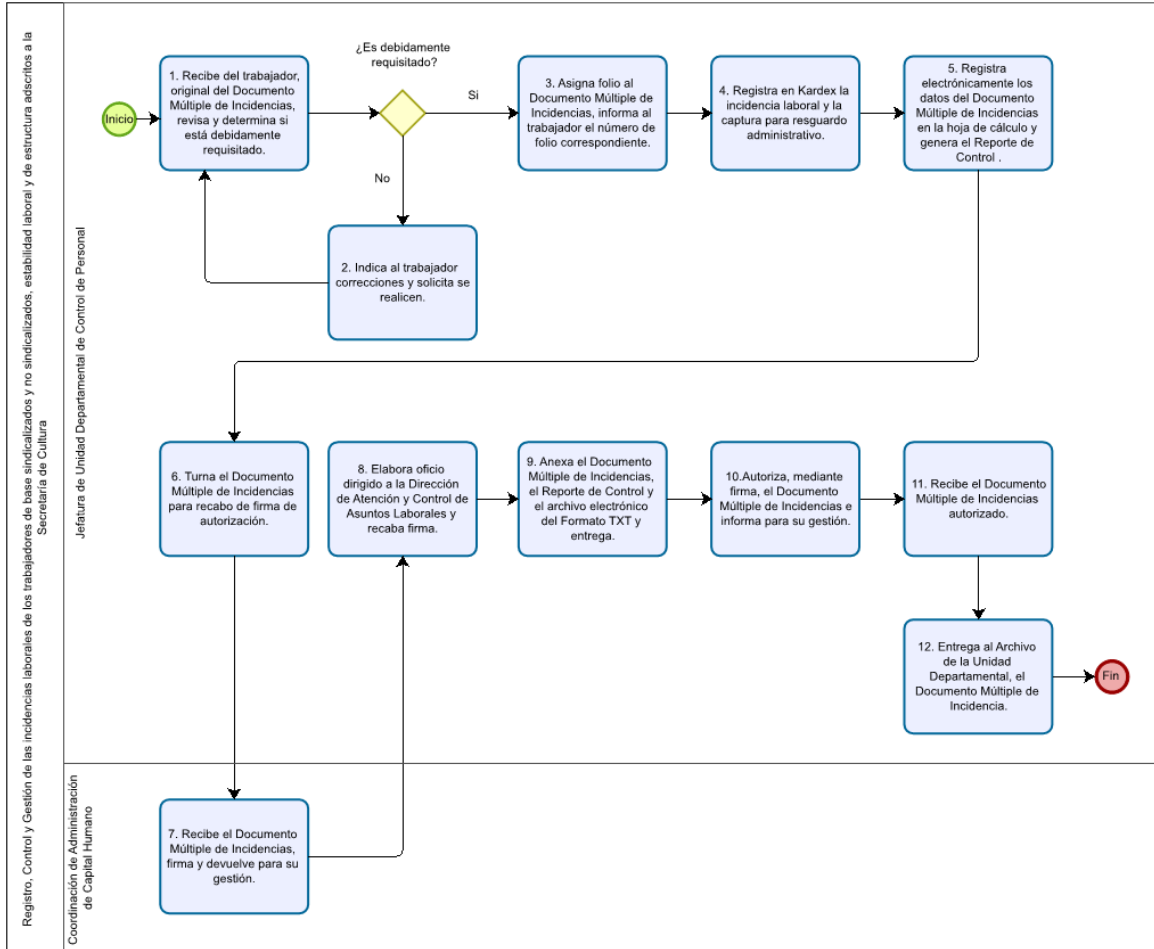 Registro, Control y Gestión de las incidencias laborales de los trabajadores de base sindicalizados y no sindicalizados, estabilidad laboral y de estructura adscritos a la
Secretaría de Cultura
Jefatura de Unidad Departamental de Control de Personal
Inicio
1. Recibe del trabajador,
original del Documento
Múltiple de Incidencias,
revisa y determina si
está debidamente
requisitado.
¿Es debidamente
requisitado?
Si
No
2. Indica al trabajador
correcciones y solicita se
realicen.
3. Asigna folio al
Documento Múltiple de
Incidencias, informa al
trabajador el número de
folio correspondiente.
4. Registra en Kardex la
incidencia laboral y la
captura para resguardo
administrativo.
5. Registra
electrónicamente los
datos del Documento
Múltiple de Incidencias
en la hoja de cálculo y
genera el Reporte de
Control .
6. Turna el Documento
Múltiple de Incidencias
para recabo de firma de
autorización.
8. Elabora oficio
dirigido a la Dirección
de Atención y Control de
Asuntos Laborales y
recaba firma.
9. Anexa el Documento
Múltiple de Incidencias,
el Reporte de Control y
el archivo electrónico
del Formato TXT y
entrega.
10.Autoriza, mediante
firma, el Documento
Múltiple de Incidencias e
informa para su gestión.
11. Recibe el Documento
Múltiple de Incidencias
autorizado.
12. Entrega al Archivo
de la Unidad
Departamental, el
Documento Múltiple de
Incidencia.
Fin
Coordinación de Administración
de Capital Humano
7. Recibe el Documento
Múltiple de Incidencias,
firma y devuelve para su
gestión.